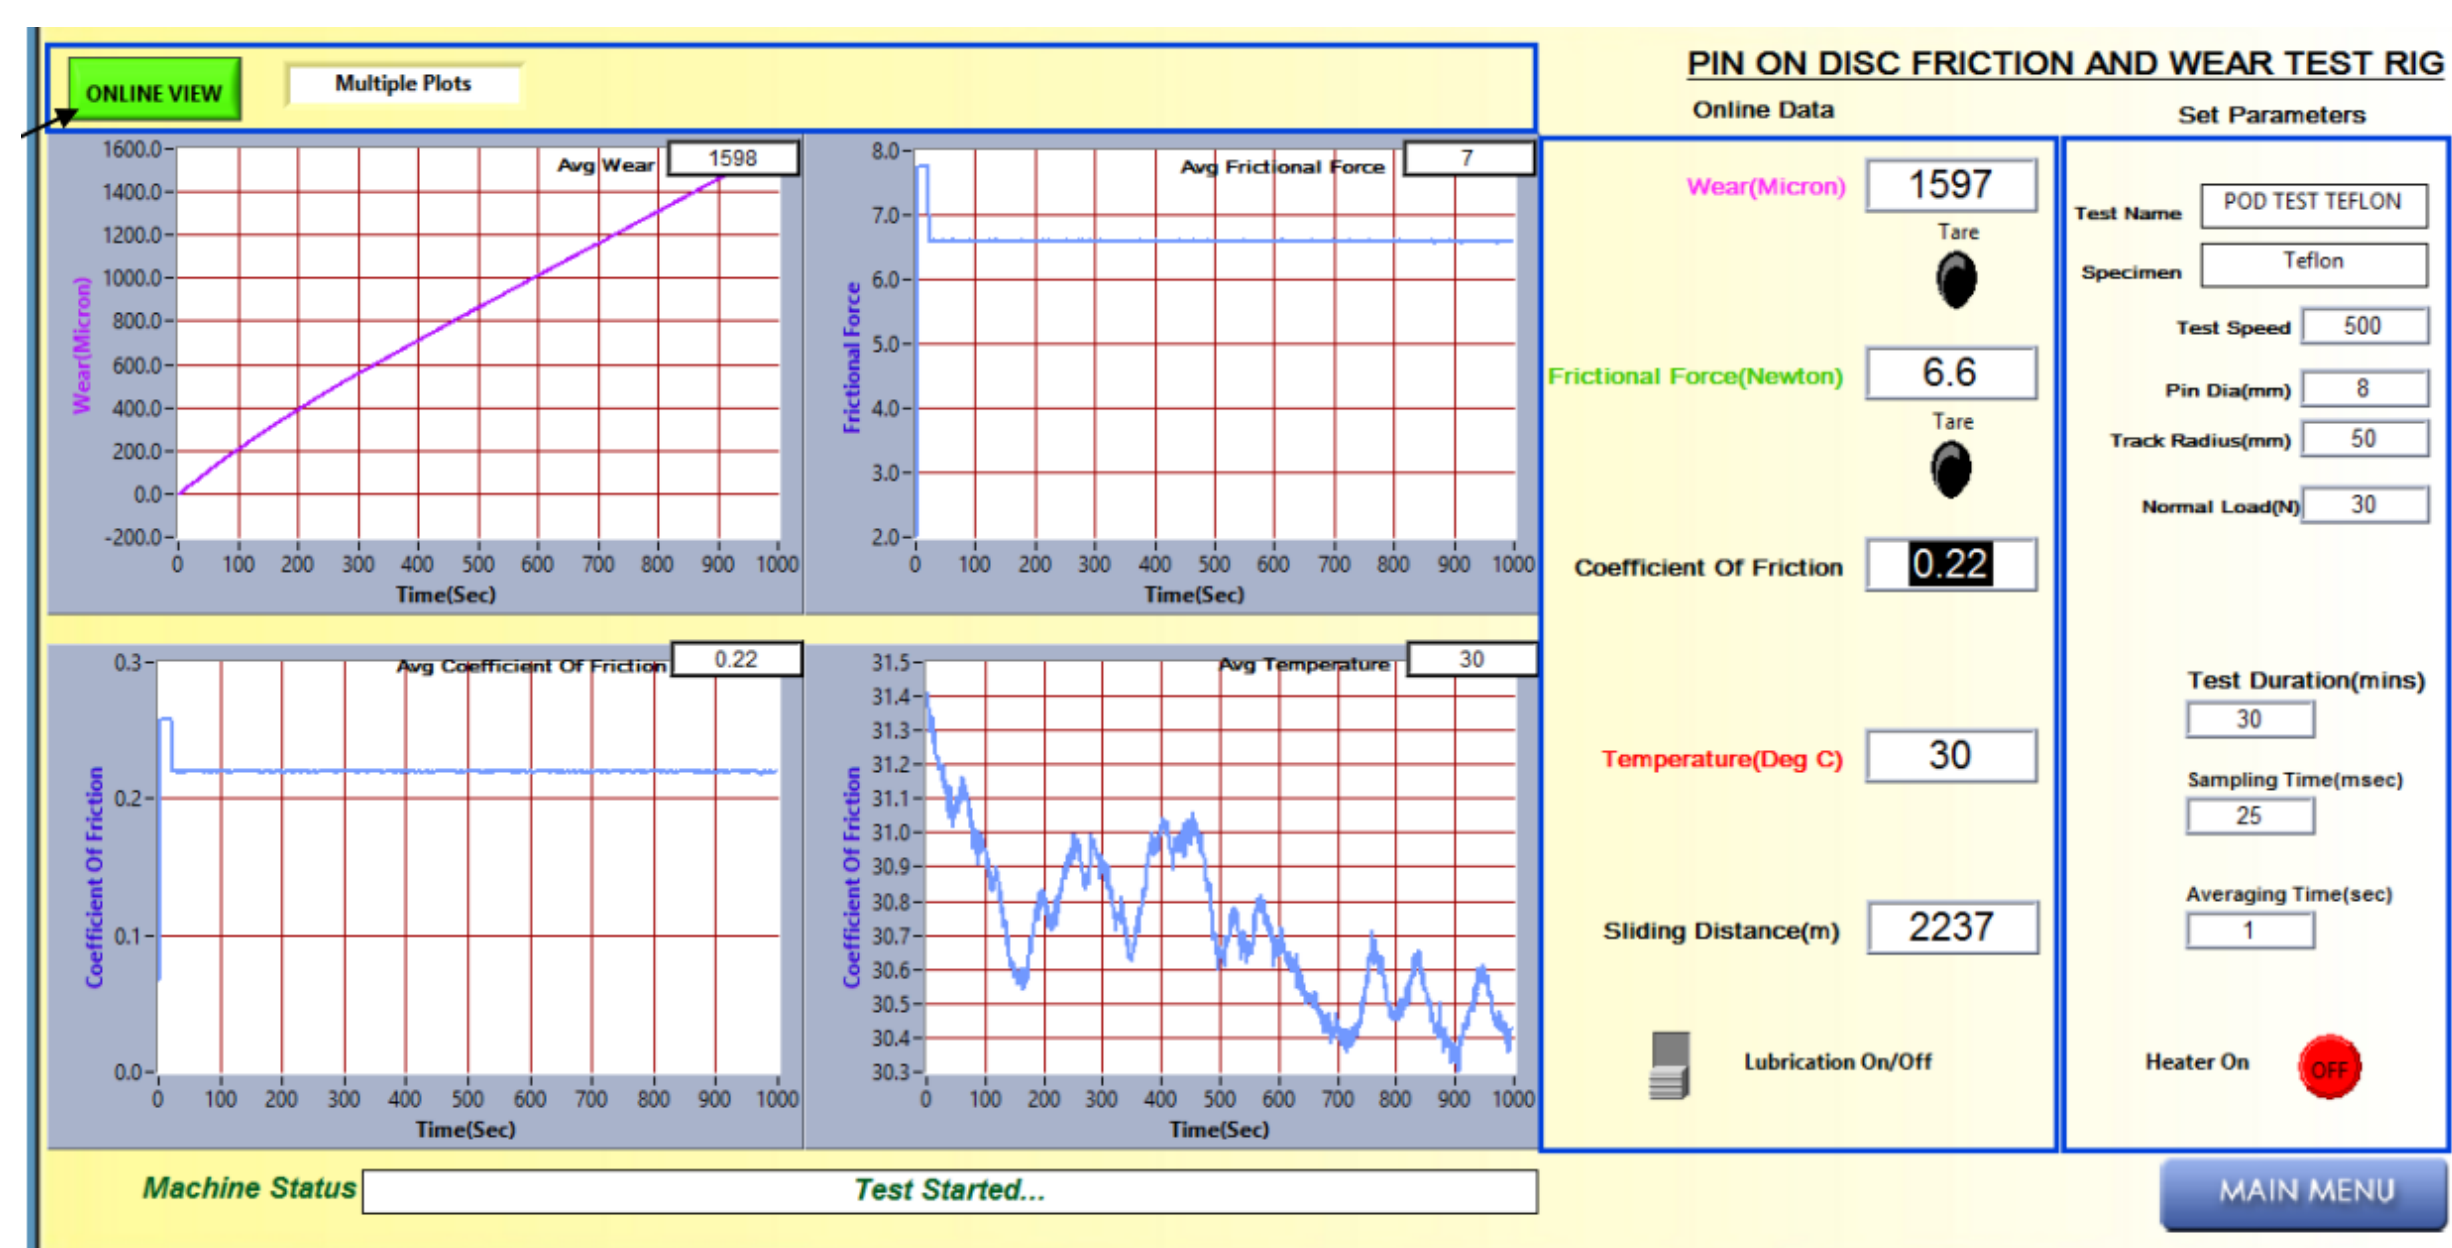 ONLINE VIEW
Multiple Plots
PIN ON DISC FRICTION AND WEAR TEST RIG
Online Data
Set Parameters
Avg Wear 1598
1600.0
1400.0
1200.0
1000.0
800.0
600.0
400.0
200.0
0.0
-200.0
Wear(Micron)
0 100 200 300 400 500 600 700 800 900 1000
Time(Sec)
Avg Frictional Force 7
8.0
7.0
6.0
5.0
4.0
3.0
2.0
Frictional Force
0 100 200 300 400 500 600 700 800 900 1000
Time(Sec)
Avg Coefficient Of Friction 0.22
0.3
0.2
0.1
0.0
Coefficient Of Friction
0 100 200 300 400 500 600 700 800 900 1000
Time(Sec)
Avg Temperature 30
31.5
31.4
31.3
31.2
31.1
31.0
30.9
30.8
30.7
30.6
30.5
30.4
30.3
Coefficient Of Friction
0 100 200 300 400 500 600 700 800 900 1000
Time(Sec)
Wear(Micron) 1597
Tare
Frictional Force(Newton) 6.6
Tare
Coefficient Of Friction 0.22
Temperature(Deg C) 30
Sliding Distance(m) 2237
Lubrication On/Off
Test Name POD TEST TEFLON
Specimen Teflon
Test Speed 500
Pin Dia(mm) 8
Track Radius(mm) 50
Normal Load(N) 30
Test Duration(mins)
30
Sampling Time(msec)
25
Averaging Time(sec)
1
Heater On OFF
Machine Status Test Started...
MAIN MENU